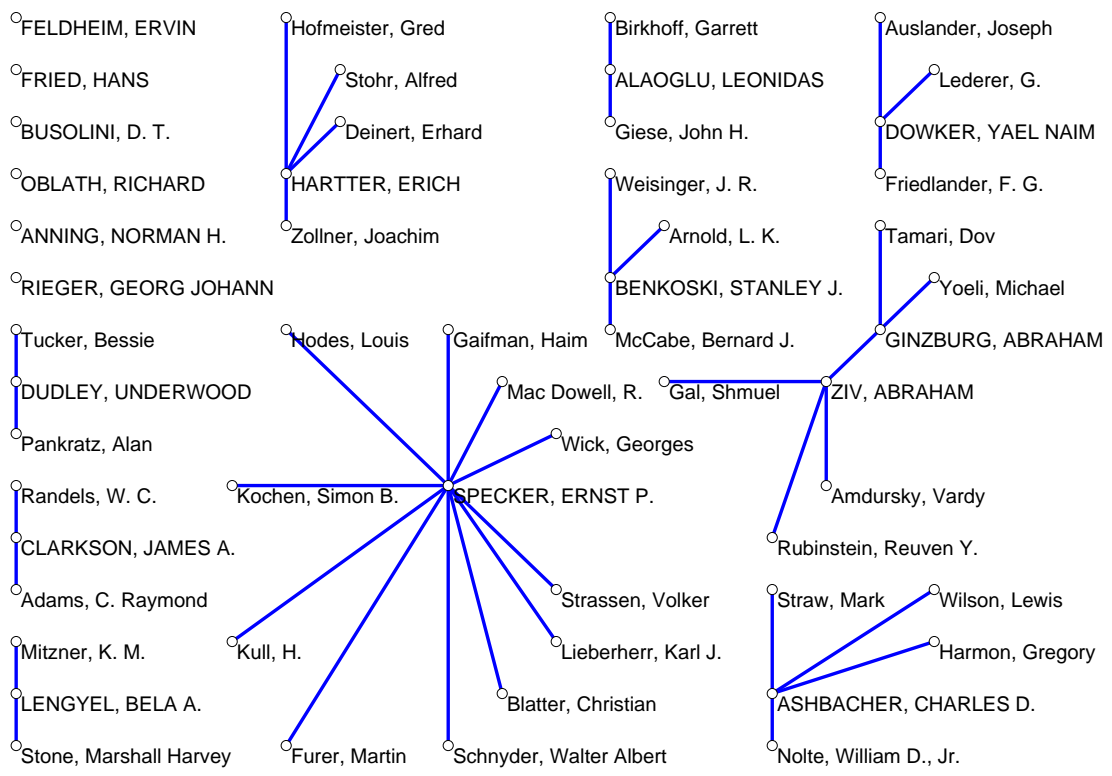 FELDHEIM, ERVIN
Hofmeister, Gred
Birkhoff, Garrett
Auslander, Joseph
FRIED, HANS
Stohr, Alfred
ALAOGLU, LEONIDAS
Lederer, G.
BUSOLINI, D. T.
Deinert, Erhard
Giese, John H.
DOWKER, YAEL NAIM
OBLATH, RICHARD
HARTTER, ERICH
Weisinger, J. R.
Friedlander, F. G.
ANNING, NORMAN H.
Zollner, Joachim
Arnold, L. K.
Tamari, Dov
RIEGER, GEORG JOHANN
BENKOSKI, STANLEY J.
Yoeli, Michael
Tucker, Bessie
Hodes, Louis
Gaifman, Haim
McCabe, Bernard J.
GINZBURG, ABRAHAM
DUDLEY, UNDERWOOD
Mac Dowell, R.
Gal, Shmuel
ZIV, ABRAHAM
Pankratz, Alan
Wick, Georges
Randels, W. C.
Kochen, Simon B.
SPECKER, ERNST P.
Amdursky, Vardy
CLARKSON, JAMES A.
Rubinstein, Reuven Y.
Adams, C. Raymond
Strassen, Volker
Straw, Mark
Wilson, Lewis
Mitzner, K. M.
Kull, H.
Lieberherr, Karl J.
Harmon, Gregory
LENGYEL, BELA A.
Blatter, Christian
ASHBACHER, CHARLES D.
Stone, Marshall Harvey
Furer, Martin
Schnyder, Walter Albert
Nolte, William D., Jr.